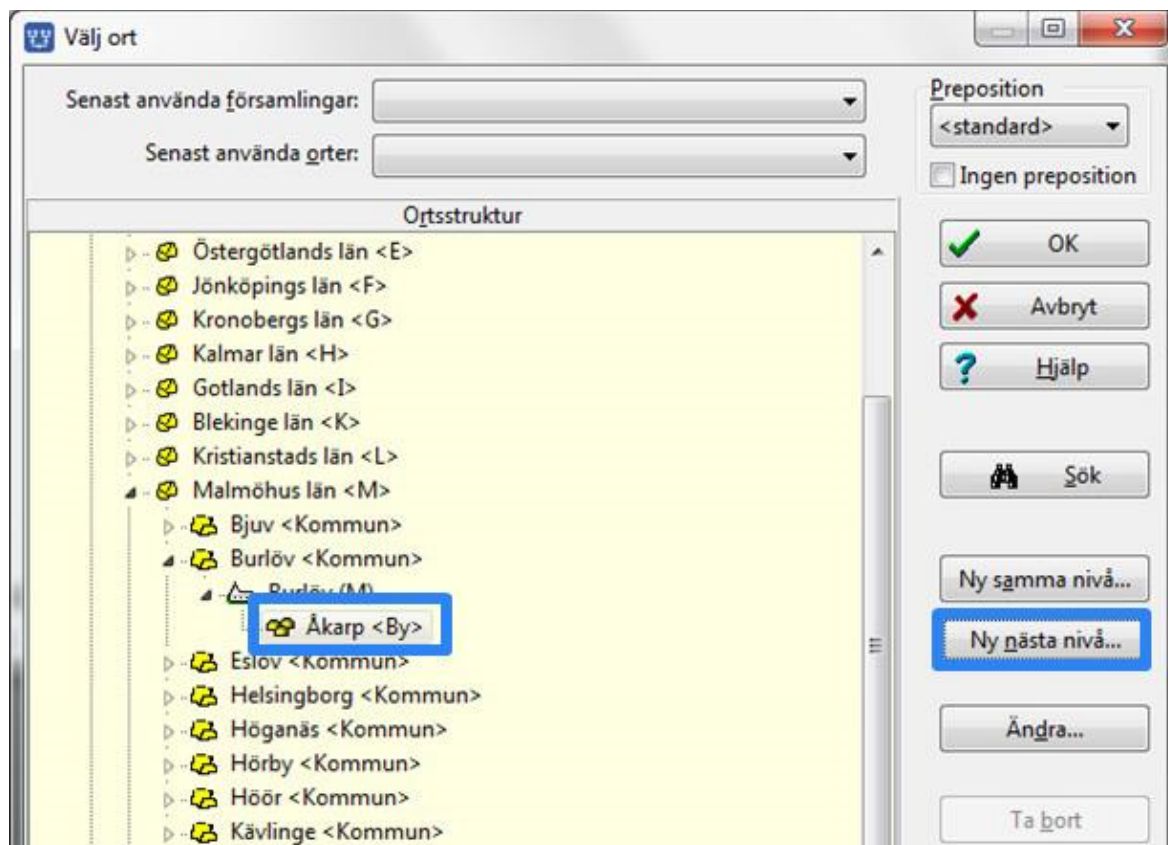 Välj ort
Senast använda församlingar:
Senast använda orter:
Preposition
<standard>
Ingen preposition
Ortsstruktur
Östergötlands län <E>
Jönköpings län <F>
Kronobergs län <G>
Kalmar län <H>
Gotlands län <I>
Blekinge län <K>
Kristianstads län <L>
Malmöhus län <M>
Bjuv <Kommun>
Burlöv <Kommun>
Burlöv (M)
Åkarp <By>
Eslöv <Kommun>
Helsingborg <Kommun>
Höganäs <Kommun>
Hörby <Kommun>
Höör <Kommun>
Kävlinge <Kommun>
OK
Avbryt
Hjälp
Sök
Ny samma nivå...
Ny nästa nivå...
Ändra...
Ta bort